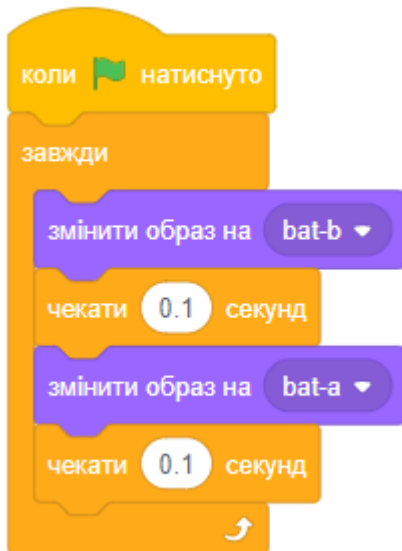 коли натиснуто
завжди
змінити образ на bat-b
чекати 0.1 секунд
змінити образ на bat-a
чекати 0.1 секунд